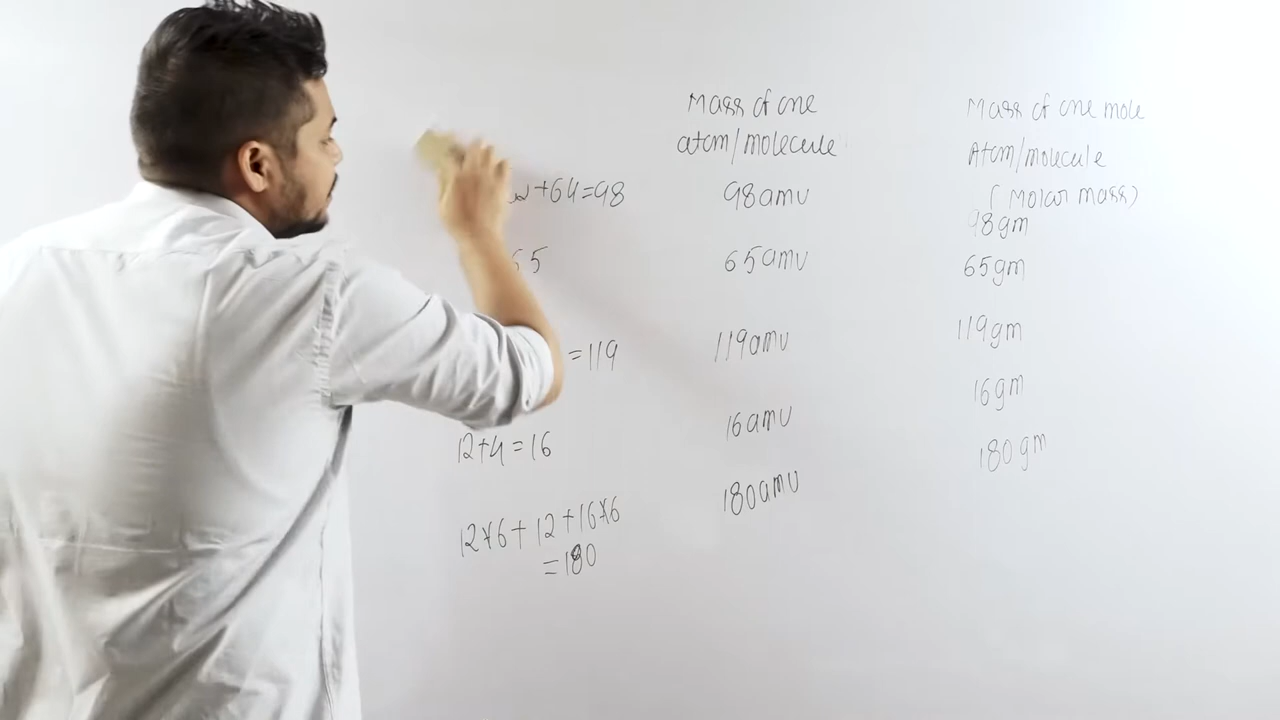 Mass of one
atom/molecule
Mass of one mole
Atom/molecule
(Molar mass)
+64=98
98amu
98gm
65
65amu
65gm
=119
119amu
119gm
12+4=16
16amu
16gm
12*6+12+16*6
=180
180amu
180gm